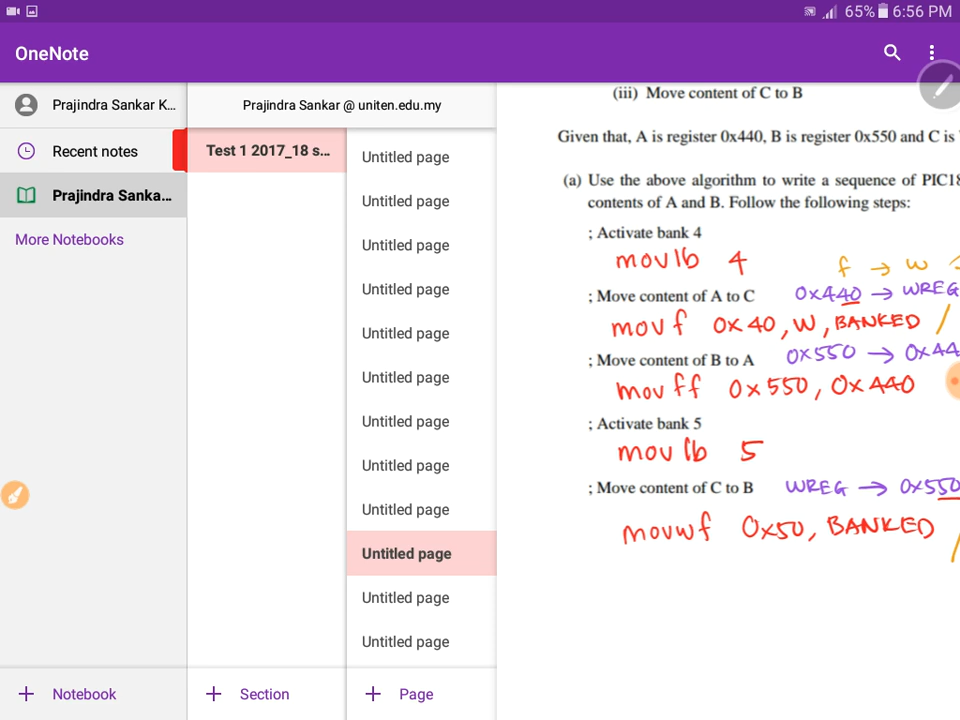 65% 6:56 PM
OneNote
Prajindra Sankar K...
Recent notes
Prajindra Sanka...
More Notebooks
Notebook
Test 1 2017_18 s...
Section
Prajindra Sankar @ uniten.edu.my
Untitled page
Untitled page
Untitled page
Untitled page
Untitled page
Untitled page
Untitled page
Untitled page
Untitled page
Untitled page
Untitled page
Untitled page
Page
(iii) Move content of C to B
Given that, A is register 0x440, B is register 0x550 and C is
(a) Use the above algorithm to write a sequence of PIC18
contents of A and B. Follow the following steps:
; Activate bank 4
movlb 4 f → w
; Move content of A to C 0x440 → WREG
movf 0x40, W, BANKED /
; Move content of B to A 0x550 → 0x44
movff 0x550, 0x440
; Activate bank 5
movlb 5
; Move content of C to B WREG → 0x550
movwf 0x50, BANKED /